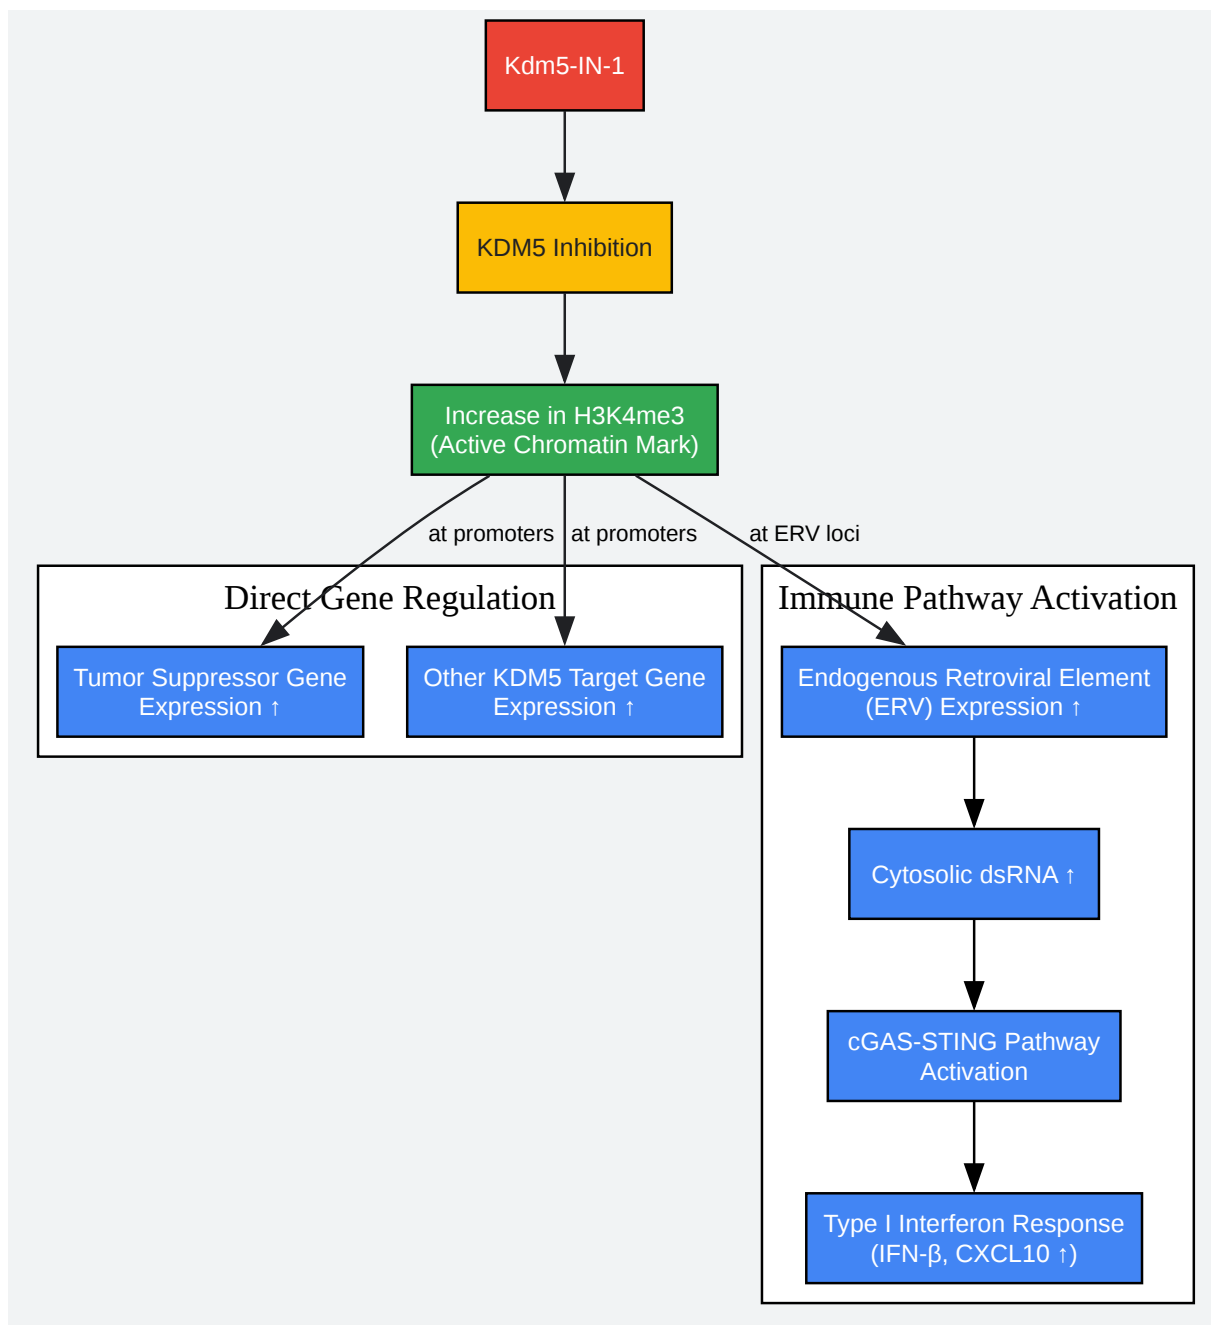 Kdm5-IN-1
KDM5 Inhibition
Increase in H3K4me3
(Active Chromatin Mark)
at promoters
at promoters
at ERV loci
Direct Gene Regulation
Tumor Suppressor Gene
Expression ↑
Other KDM5 Target Gene
Expression ↑
Immune Pathway Activation
Endogenous Retroviral Element
(ERV) Expression ↑
Cytosolic dsRNA ↑
cGAS-STING Pathway
Activation
Type I Interferon Response
(IFN-β, CXCL10 ↑)